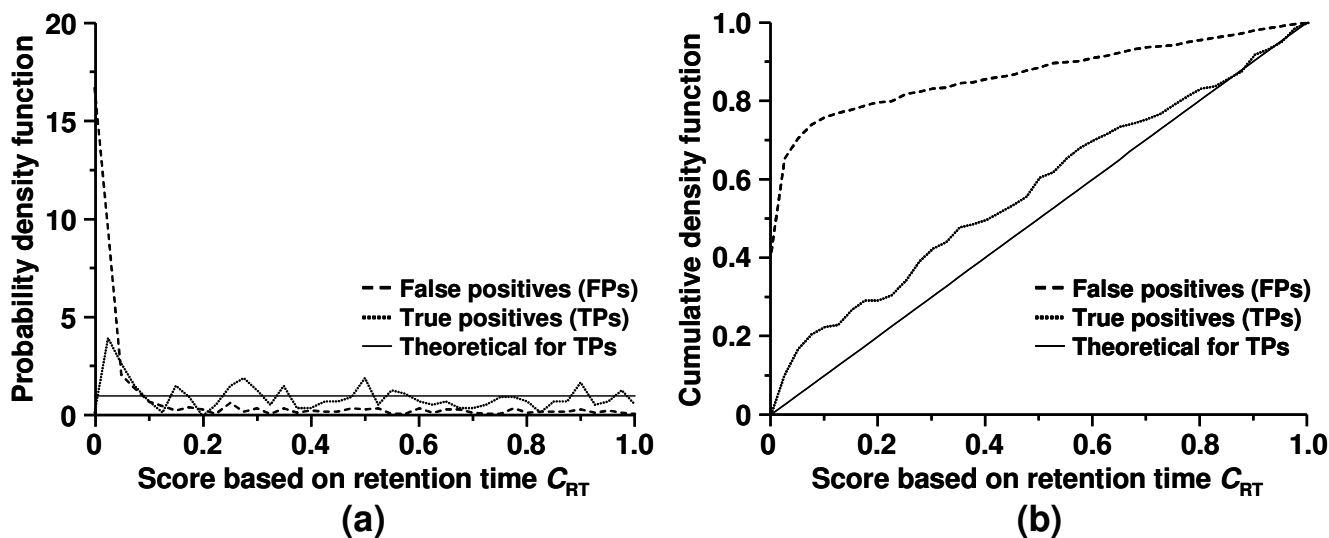 Probability density function
20
15
10
5
0
False positives (FPs)
True positives (TPs)
Theoretical for TPs
0 0.2 0.4 0.6 0.8 1.0
Score based on retention time CRT
(a)
Cumulative density function
1.0
0.8
0.6
0.4
0.2
0
False positives (FPs)
True positives (TPs)
Theoretical for TPs
0 0.2 0.4 0.6 0.8 1.0
Score based on retention time CRT
(b)